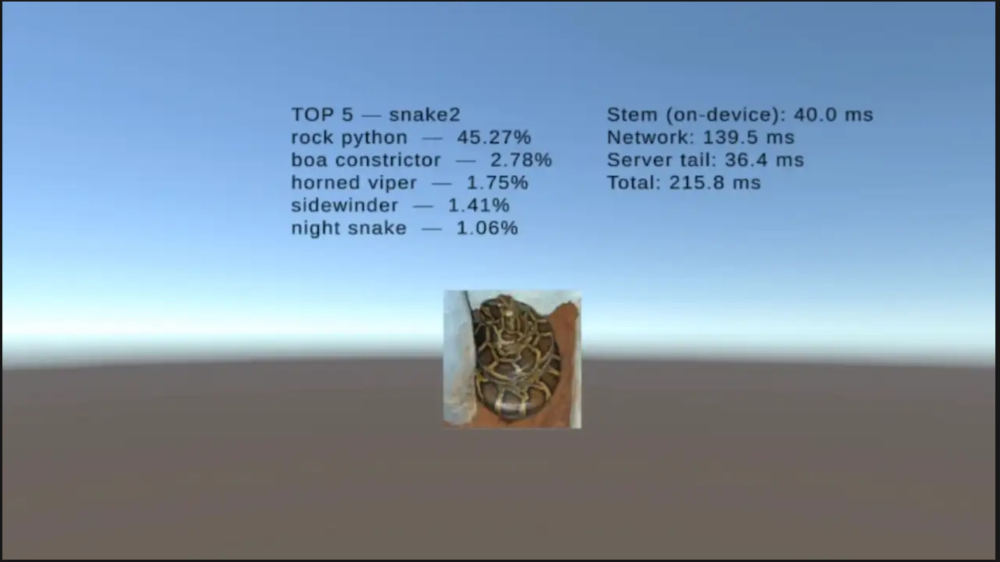 TOP 5 — snake2
rock python — 45.27%
boa constrictor — 2.78%
horned viper — 1.75%
sidewinder — 1.41%
night snake — 1.06%
Stem (on-device): 40.0 ms
Network: 139.5 ms
Server tail: 36.4 ms
Total: 215.8 ms